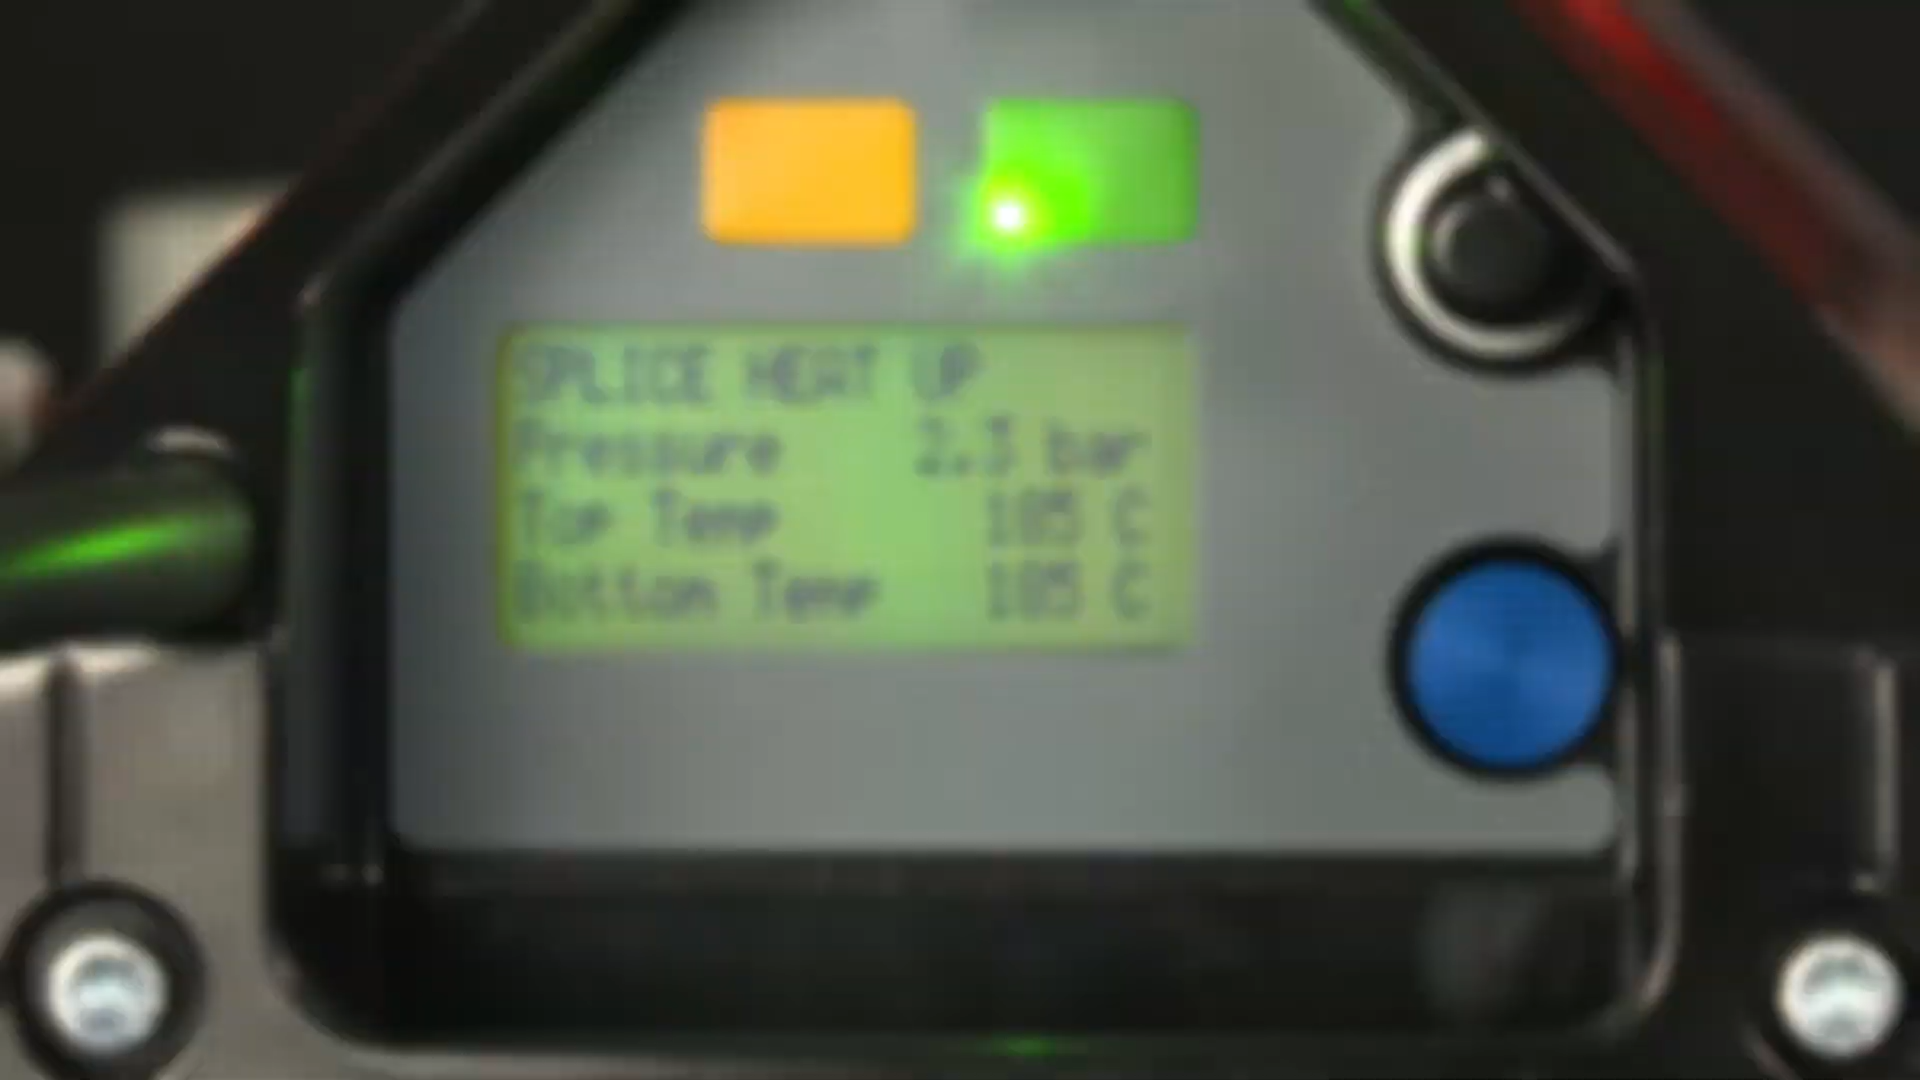 SPLICE HEAT UP
Pressure 2.3 bar
Top Temp 105 C
Bottom Temp 105 C